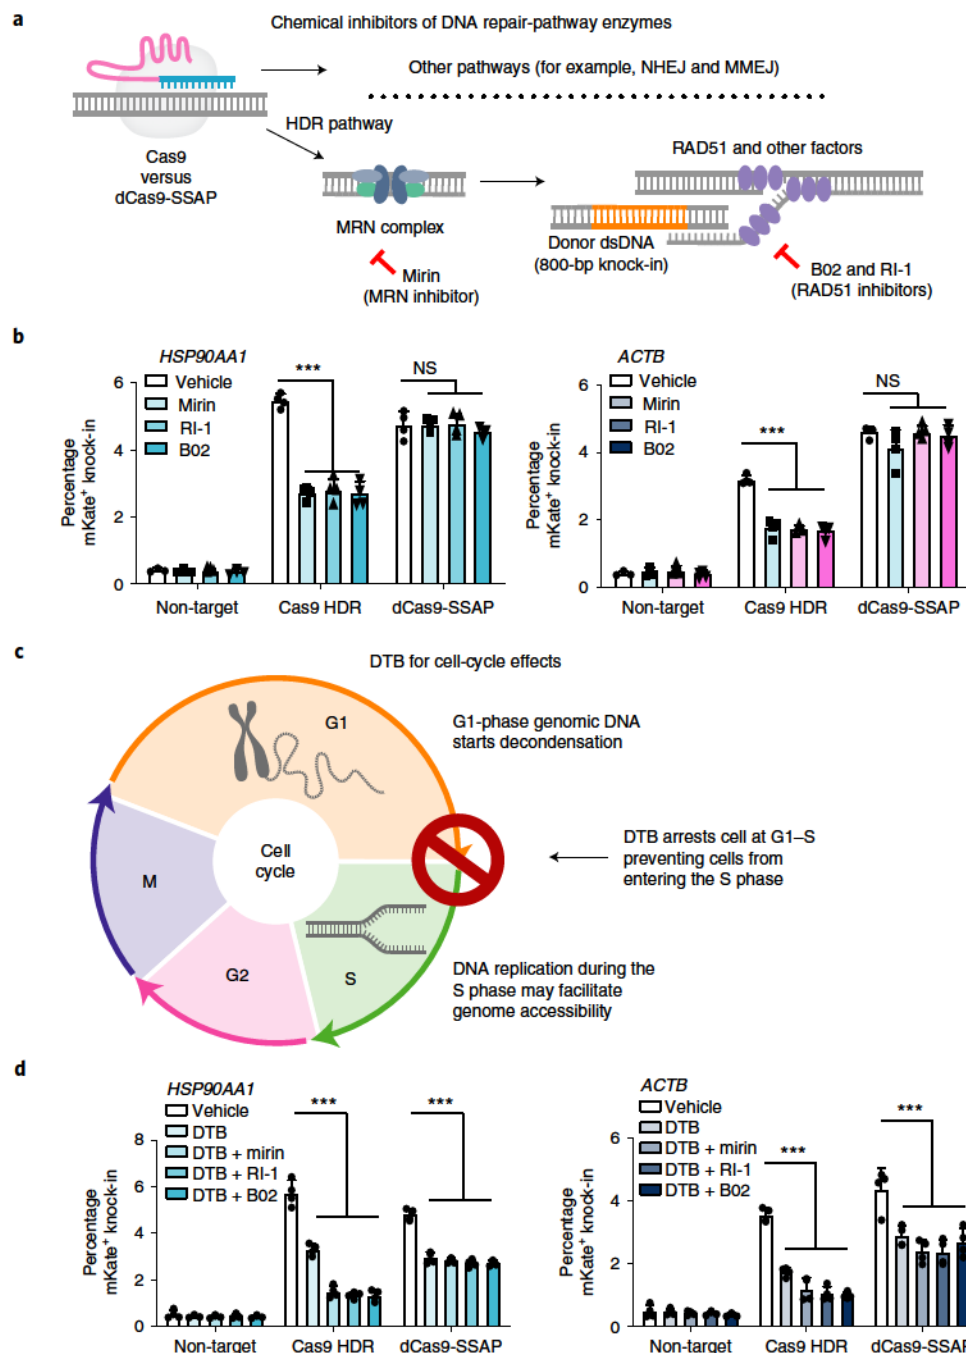 a
Chemical inhibitors of DNA repair-pathway enzymes
Other pathways (for example, NHEJ and MMEJ)
HDR pathway
Cas9
versus
dCas9-SSAP
RAD51 and other factors
MRN complex
Donor dsDNA
(800-bp knock-in)
Mirin
(MRN inhibitor)
B02 and RI-1
(RAD51 inhibitors)
b
HSP90AA1
Vehicle
Mirin
RI-1
B02
***
NS
Percentage
mKate+ knock-in
6
4
2
0
Non-target
Cas9 HDR
dCas9-SSAP
ACTB
Vehicle
Mirin
RI-1
B02
***
NS
Percentage
mKate+ knock-in
6
4
2
0
Non-target
Cas9 HDR
dCas9-SSAP
c
DTB for cell-cycle effects
G1
G1-phase genomic DNA
starts decondensation
Cell
cycle
DTB arrests cell at G1–S
preventing cells from
entering the S phase
M
G2
S
DNA replication during the
S phase may facilitate
genome accessibility
d
HSP90AA1
Vehicle
DTB
DTB + mirin
DTB + RI-1
DTB + B02
***
***
Percentage
mKate+ knock-in
8
6
4
2
0
Non-target
Cas9 HDR
dCas9-SSAP
ACTB
Vehicle
DTB
DTB + mirin
DTB + RI-1
DTB + B02
***
***
Percentage
mKate+ knock-in
6
4
2
0
Non-target
Cas9 HDR
dCas9-SSAP